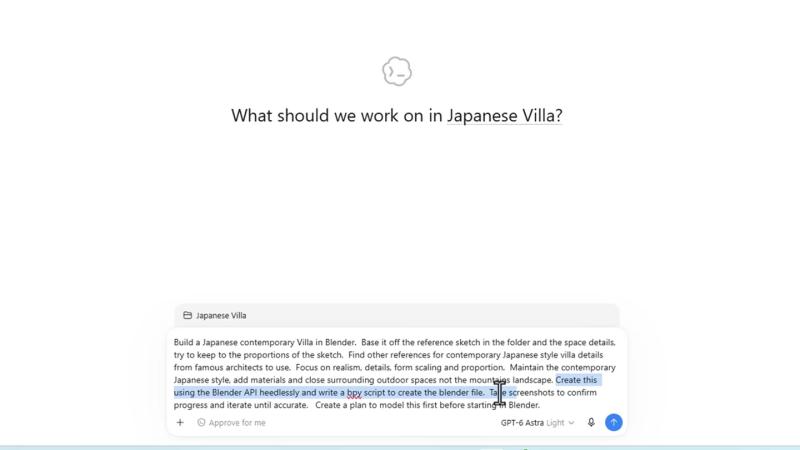 What should we work on in Japanese Villa?
Japanese Villa
Build a Japanese contemporary Villa in Blender. Base it off the reference sketch in the folder and the space details,
try to keep to the proportions of the sketch. Find other references for contemporary Japanese style villa details
from famous architects to use. Focus on realism, details, form scaling and proportion. Maintain the contemporary
Japanese style, add materials and close surrounding outdoor spaces not the mountains landscape. Create this
using the Blender API heedlessly and write a bpy script to create the blender file. Take screenshots to confirm
progress and iterate until accurate. Create a plan to model this first before starting in Blender.
Approve for me
GPT-6 Astra Light